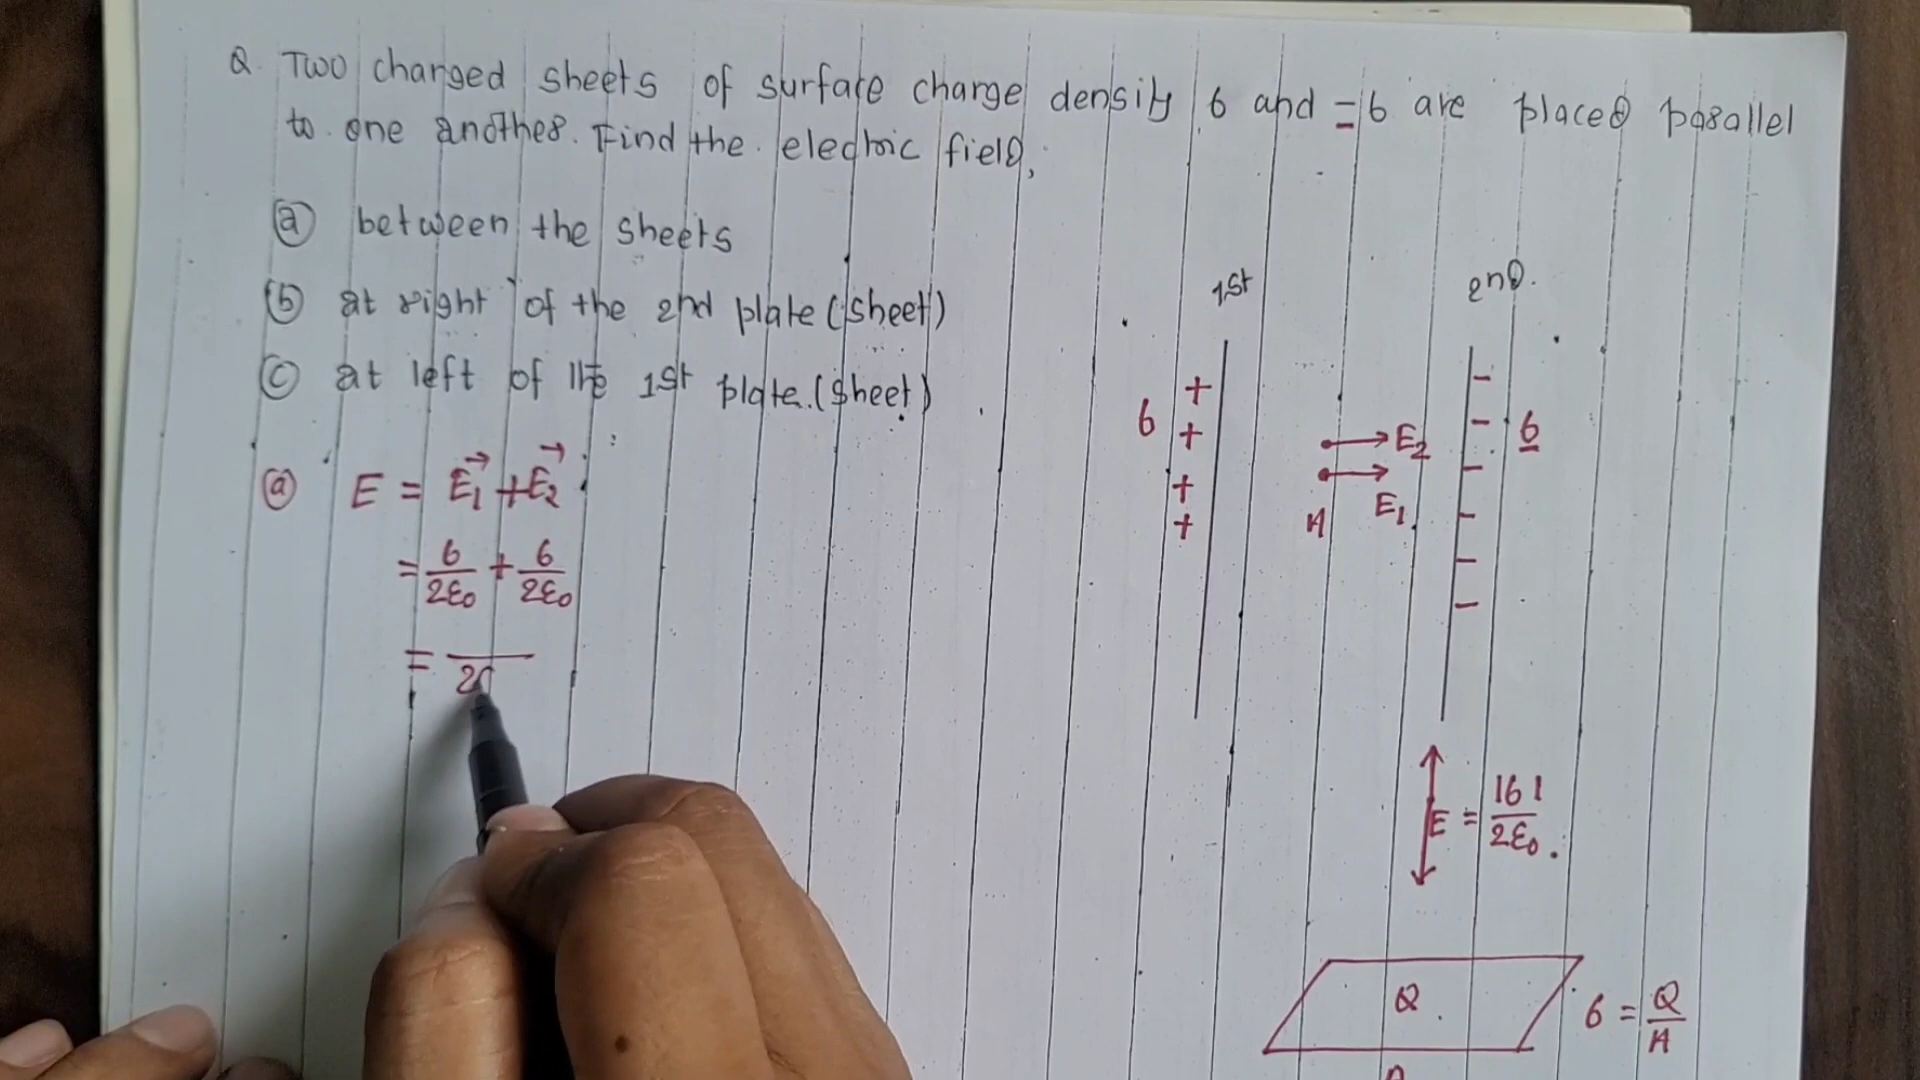 Q. Two charged sheets of surface charge density σ and -σ are placed parallel
to one another. Find the electric field,
(a) between the sheets
(b) at right of the 2nd plate (sheet)
(c) at left of the 1st plate. (sheet)
1st
2nd.
+ + + +
σ
- - - - - -
σ
E2
E1
A
(a) E = E1 + E2
= σ/2ε0 + σ/2ε0
= /2
E = |σ|/2ε0.
Q
σ = Q/A